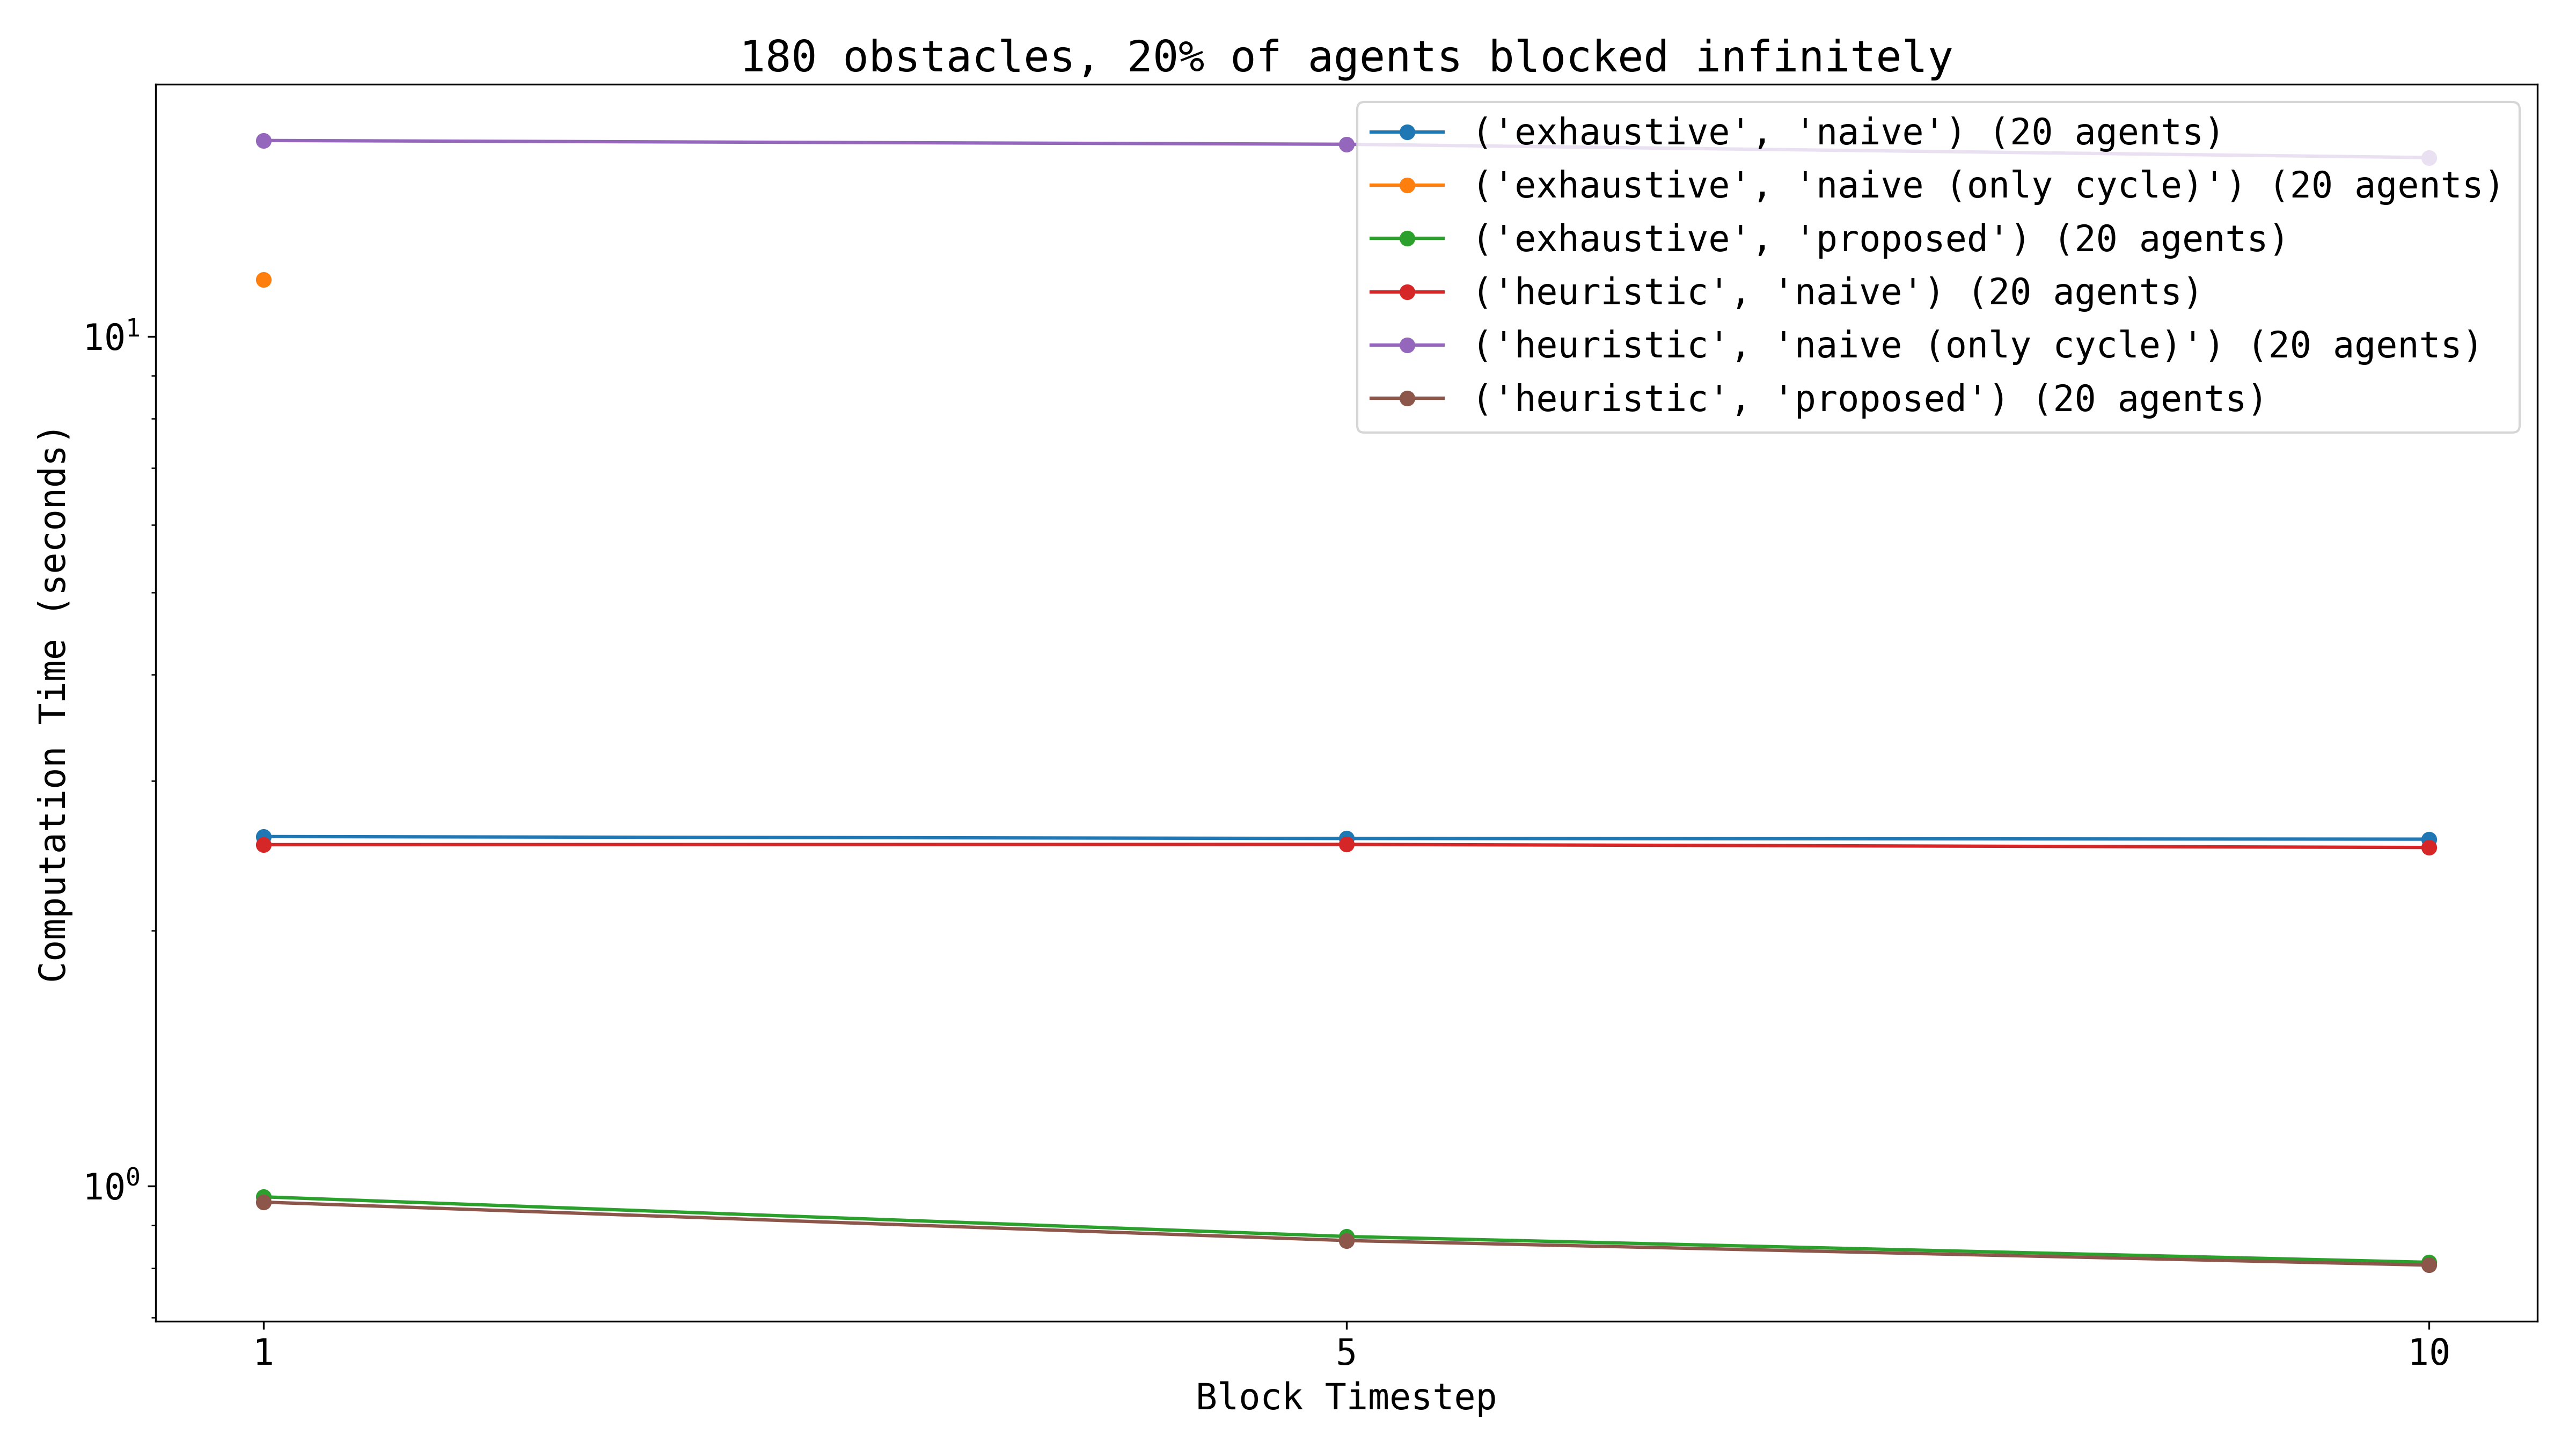 180 obstacles, 20% of agents blocked infinitely
('exhaustive', 'naive') (20 agents)
('exhaustive', 'naive (only cycle)') (20 agents)
('exhaustive', 'proposed') (20 agents)
('heuristic', 'naive') (20 agents)
('heuristic', 'naive (only cycle)') (20 agents)
('heuristic', 'proposed') (20 agents)
Computation Time (seconds)
10¹
10⁰
1 5 10
Block Timestep